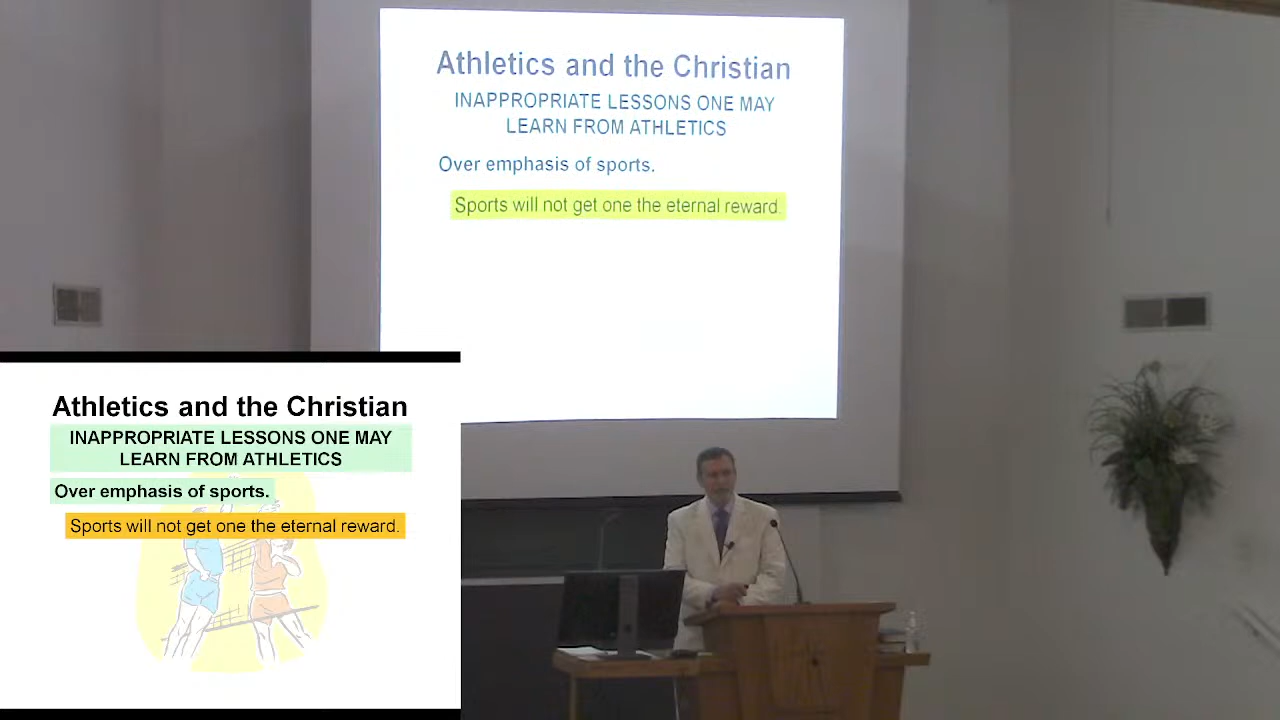 Athletics and the Christian
INAPPROPRIATE LESSONS ONE MAY
LEARN FROM ATHLETICS
Over emphasis of sports.
Sports will not get one the eternal reward.
Athletics and the Christian
INAPPROPRIATE LESSONS ONE MAY
LEARN FROM ATHLETICS
Over emphasis of sports.
Sports will not get one the eternal reward.